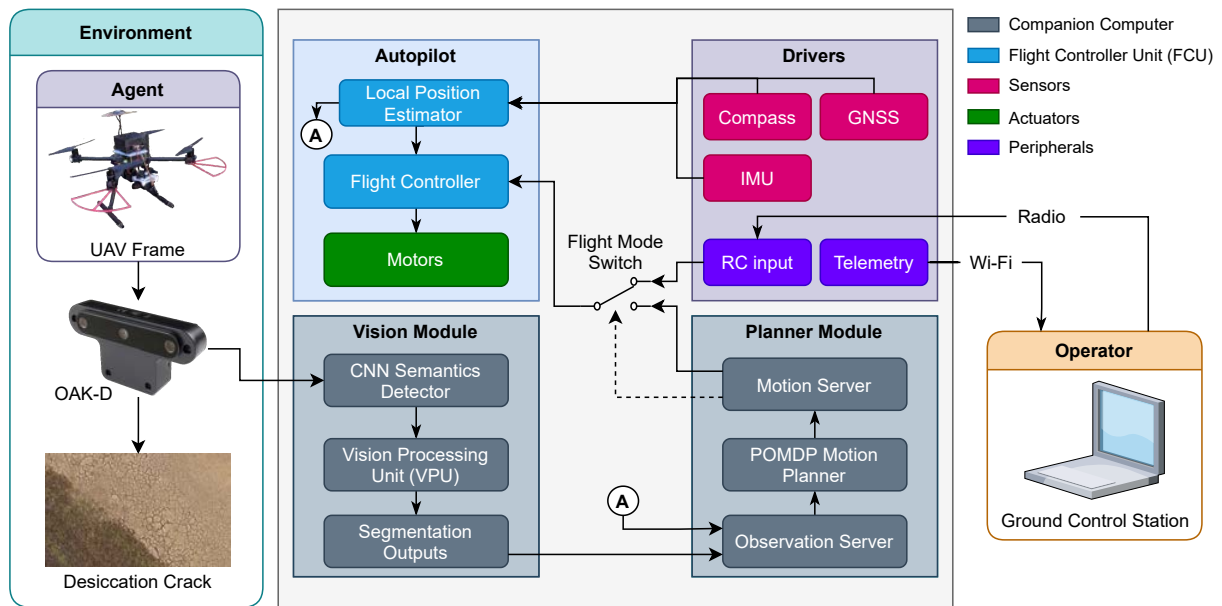 Environment
Agent
UAV Frame
OAK-D
Desiccation Crack
Autopilot
Local Position
Estimator
A
Flight Controller
Motors
Drivers
Compass
GNSS
IMU
RC input
Telemetry
Flight Mode
Switch
Vision Module
CNN Semantics
Detector
Vision Processing
Unit (VPU)
Segmentation
Outputs
Planner Module
Motion Server
POMDP Motion
Planner
A
Observation Server
Companion Computer
Flight Controller Unit (FCU)
Sensors
Actuators
Peripherals
Radio
Wi-Fi
Operator
Ground Control Station